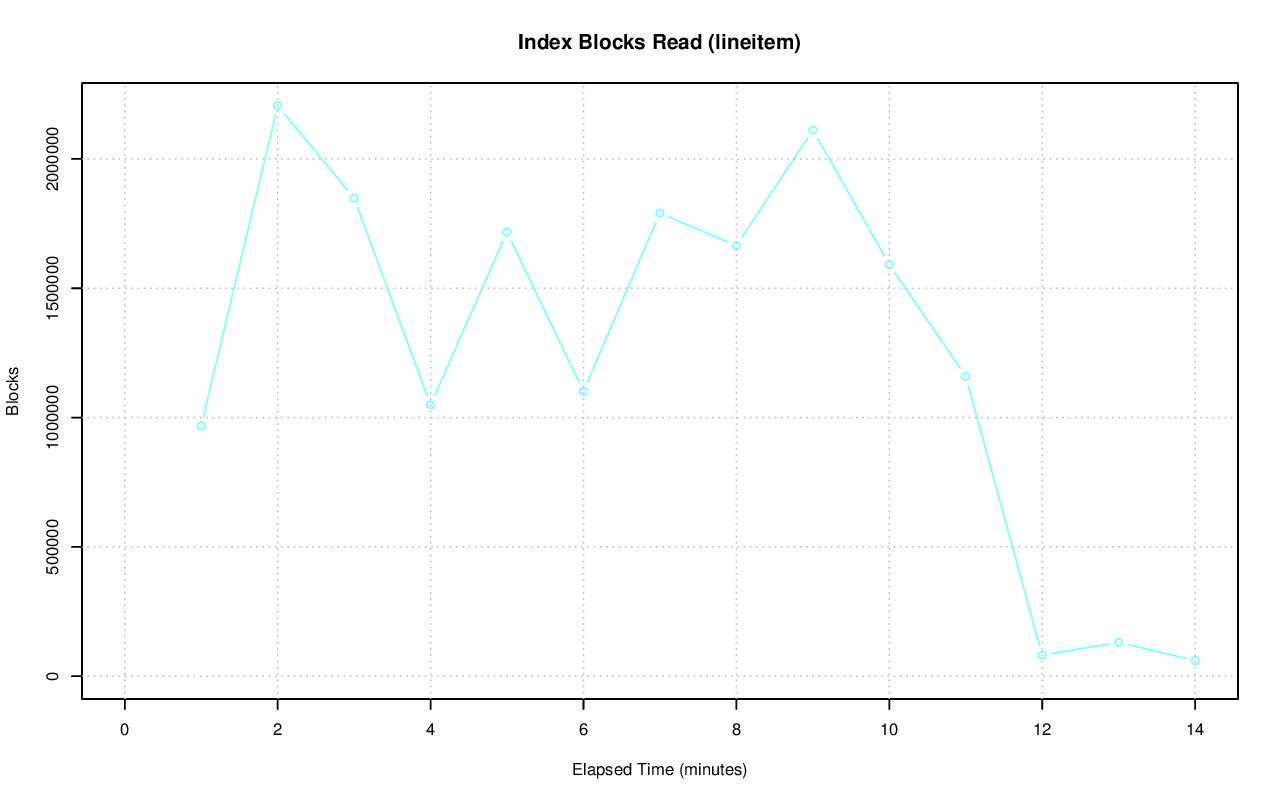 Index Blocks Read (lineitem)
Blocks
2000000
1500000
1000000
500000
0
0 2 4 6 8 10 12 14
Elapsed Time (minutes)